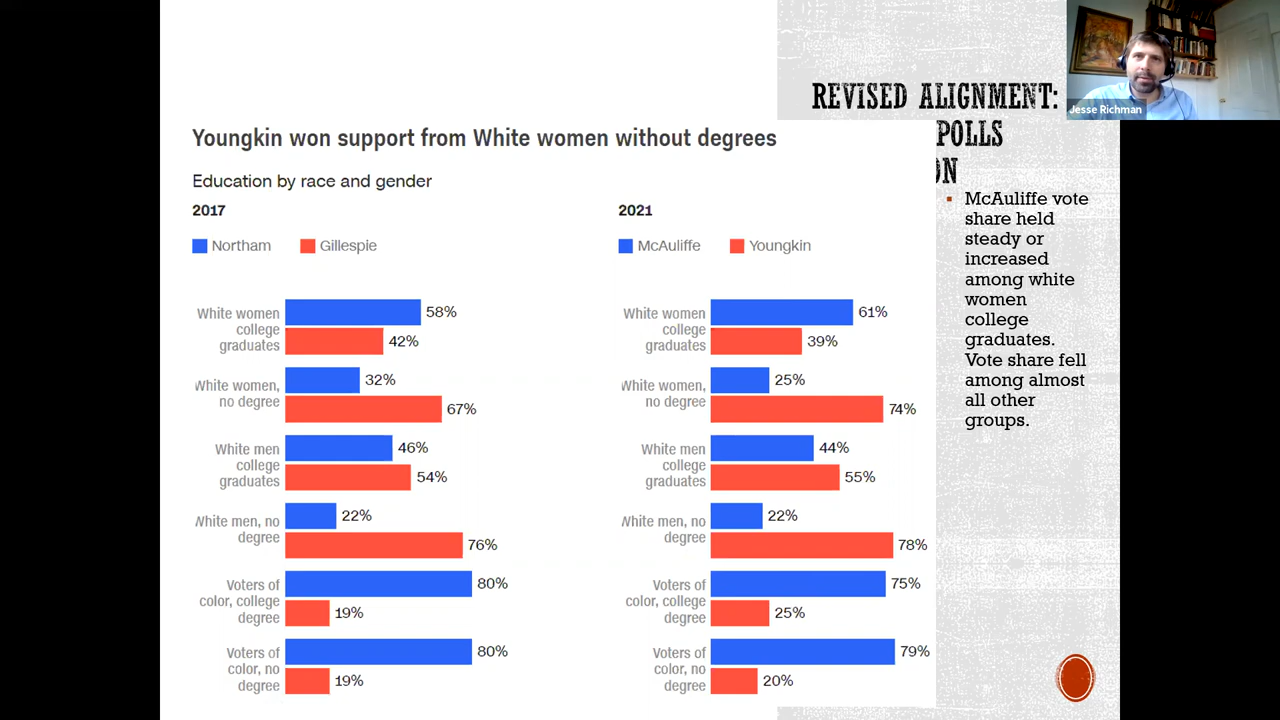 REVISED ALIGNMENT:
POLLS
ON
Jesse Richman
Youngkin won support from White women without degrees
Education by race and gender
2017
Northam
Gillespie
White women
college
graduates
58%
42%
White women,
no degree
32%
67%
White men
college
graduates
46%
54%
White men, no
degree
22%
76%
Voters of
color, college
degree
80%
19%
Voters of
color, no
degree
80%
19%
2021
McAuliffe
Youngkin
White women
college
graduates
61%
39%
White women,
no degree
25%
74%
White men
college
graduates
44%
55%
White men, no
degree
22%
78%
Voters of
color, college
degree
75%
25%
Voters of
color, no
degree
79%
20%
McAuliffe vote
share held
steady or
increased
among white
women
college
graduates.
Vote share fell
among almost
all other
groups.